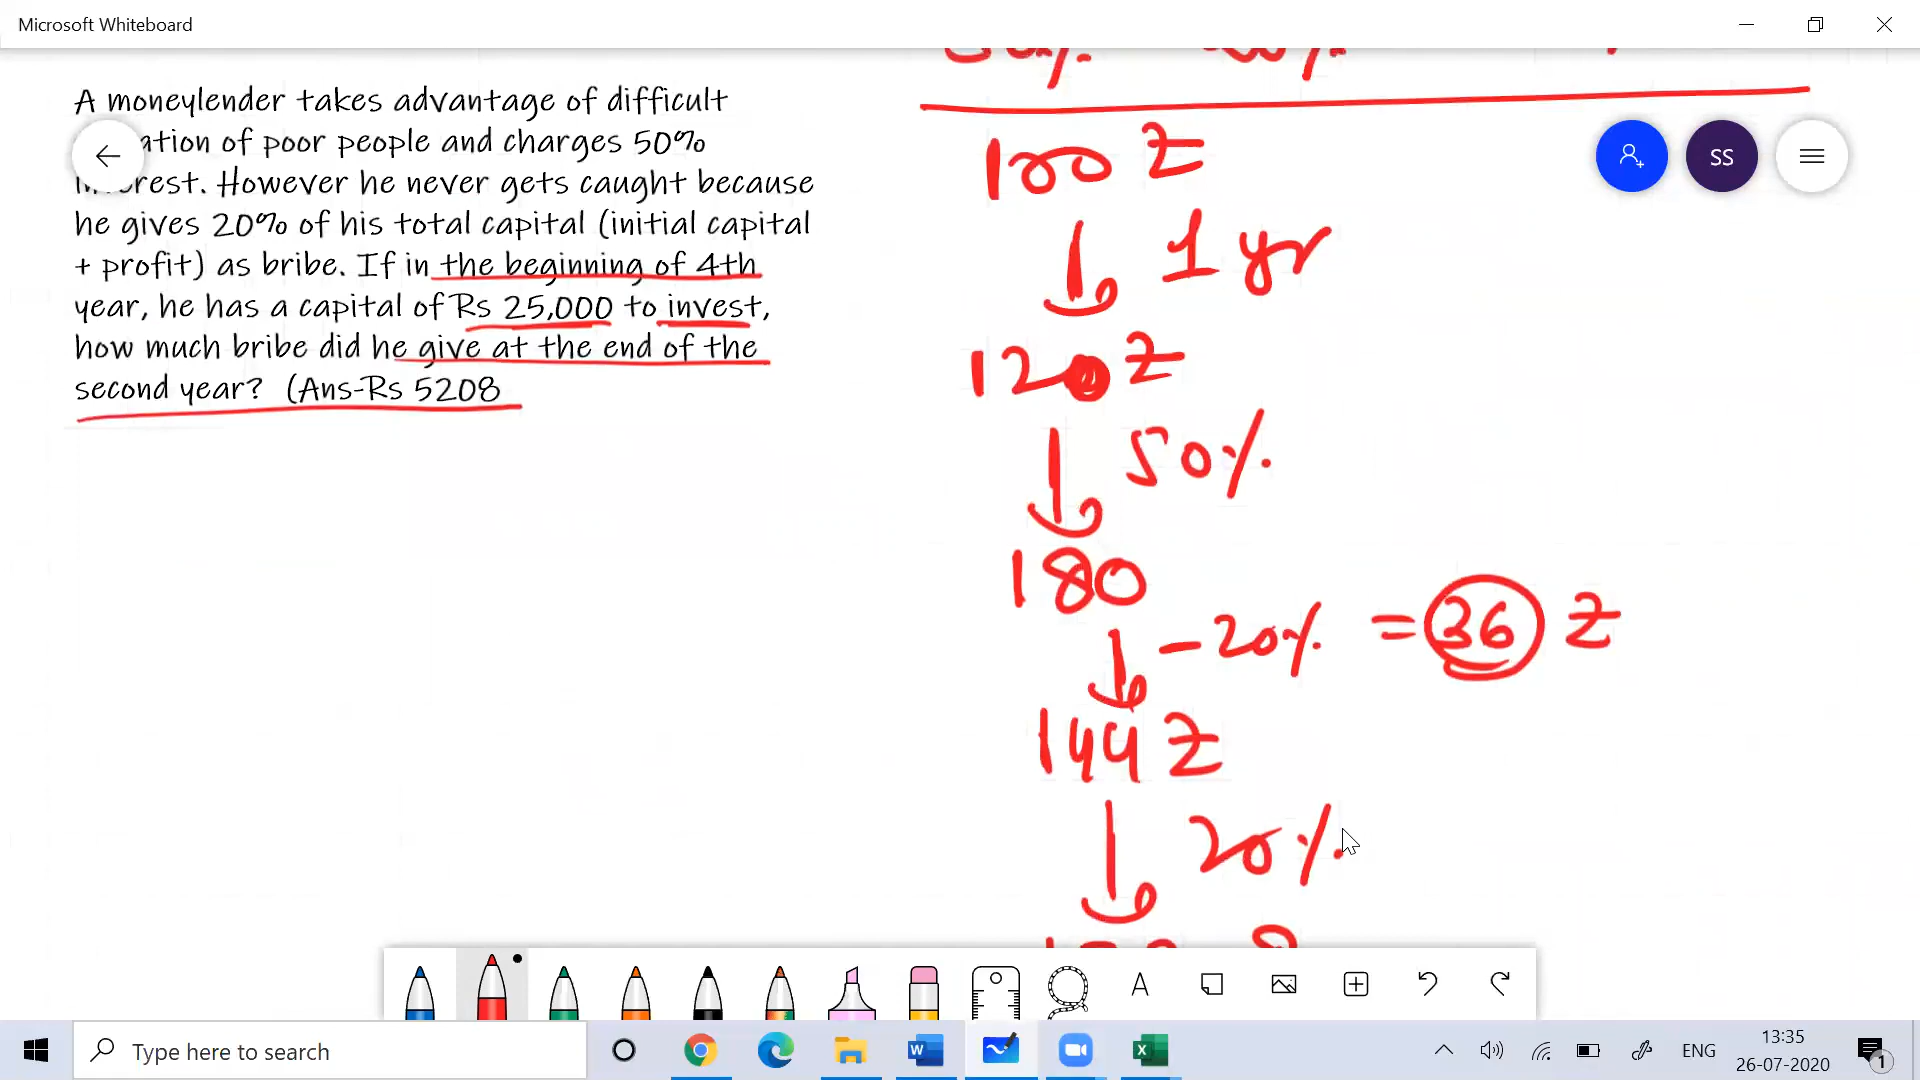 Microsoft Whiteboard
A moneylender takes advantage of difficult
ation of poor people and charges 50%
rest. However he never gets caught because
he gives 20% of his total capital (initial capital
+ profit) as bribe. If in the beginning of 4th
year, he has a capital of Rs 25,000 to invest,
how much bribe did he give at the end of the
second year? (Ans-Rs 5208
SS
100 Z
1 yr
120 Z
50%
180
- 20% = 36 Z
144 Z
20%
A
Type here to search
ENG
13:35
26-07-2020
1